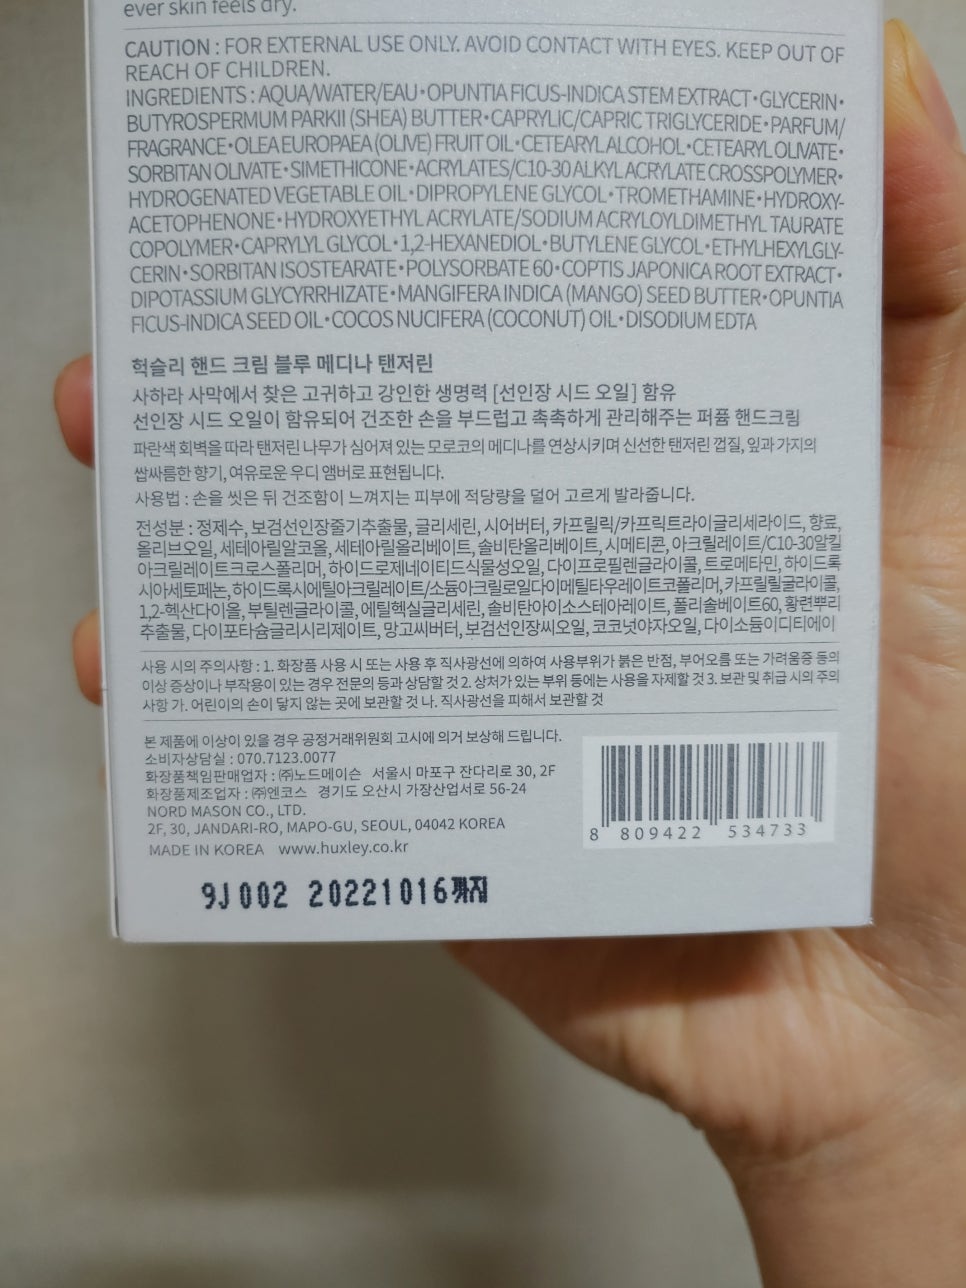 ever skin feels dry.
CAUTION : FOR EXTERNAL USE ONLY. AVOID CONTACT WITH EYES. KEEP OUT OF
REACH OF CHILDREN.
INGREDIENTS : AQUA/WATER/EAU•OPUNTIA FICUS-INDICA STEM EXTRACT•GLYCERIN•
BUTYROSPERMUM PARKII (SHEA) BUTTER•CAPRYLIC/CAPRIC TRIGLYCERIDE•PARFUM/
FRAGRANCE•OLEA EUROPAEA (OLIVE) FRUIT OIL•CETEARYL ALCOHOL•CETEARYL OLIVATE•
SORBITAN OLIVATE•SIMETHICONE•ACRYLATES/C10-30 ALKYL ACRYLATE CROSSPOLYMER•
HYDROGENATED VEGETABLE OIL•DIPROPYLENE GLYCOL•TROMETHAMINE•HYDROXY-
ACETOPHENONE•HYDROXYETHYL ACRYLATE/SODIUM ACRYLOYLDIMETHYL TAURATE
COPOLYMER•CAPRYLYL GLYCOL•1,2-HEXANEDIOL•BUTYLENE GLYCOL•ETHYLHEXYLGLY-
CERIN•SORBITAN ISOSTEARATE•POLYSORBATE 60•COPTIS JAPONICA ROOT EXTRACT•
DIPOTASSIUM GLYCYRRHIZATE•MANGIFERA INDICA (MANGO) SEED BUTTER•OPUNTIA
FICUS-INDICA SEED OIL•COCOS NUCIFERA (COCONUT) OIL•DISODIUM EDTA
헉슬리 핸드 크림 블루 메디나 탠저린
사하라 사막에서 찾은 고귀하고 강인한 생명력 [선인장 시드 오일] 함유
선인장 시드 오일이 함유되어 건조한 손을 부드럽고 촉촉하게 관리해주는 퍼퓸 핸드크림
파란색 회벽을 따라 탠저린 나무가 심어져 있는 모로코의 메디나를 연상시키며 신선한 탠저린 껍질, 잎과 가지의
쌉싸름한 향기, 여유로운 우디 앰버로 표현됩니다.
사용법 : 손을 씻은 뒤 건조함이 느껴지는 피부에 적당량을 덜어 고르게 발라줍니다.
전성분 : 정제수, 보검선인장줄기추출물, 글리세린, 시어버터, 카프릴릭/카프릭트라이글리세라이드, 향료,
올리브오일, 세테아릴알코올, 세테아릴올리베이트, 솔비탄올리베이트, 시메티콘, 아크릴레이트/C10-30알킬
아크릴레이트크로스폴리머, 하이드로제네이티드식물성오일, 다이프로필렌글라이콜, 트로메타민, 하이드록
시아세토페논, 하이드록시에틸아크릴레이트/소듐아크릴로일다이메틸타우레이트코폴리머, 카프릴릴글라이콜,
1,2-헥산다이올, 부틸렌글라이콜, 에틸헥실글리세린, 솔비탄아이소스테아레이트, 폴리솔베이트60, 황련뿌리
추출물, 다이포타슘글리시리제이트, 망고씨버터, 보검선인장씨오일, 코코넛야자오일, 다이소듐이디티에이
사용 시의 주의사항 : 1. 화장품 사용 시 또는 사용 후 직사광선에 의하여 사용부위가 붉은 반점, 부어오름 또는 가려움증 등의
이상 증상이나 부작용이 있는 경우 전문의 등과 상담할 것 2. 상처가 있는 부위 등에는 사용을 자제할 것 3. 보관 및 취급 시의 주의
사항 가. 어린이의 손이 닿지 않는 곳에 보관할 것 나. 직사광선을 피해서 보관할 것
본 제품에 이상이 있을 경우 공정거래위원회 고시에 의거 보상해 드립니다.
소비자상담실 : 070.7123.0077
화장품책임판매업자 : ㈜노드메이슨 서울시 마포구 잔다리로 30, 2F
화장품제조업자 : ㈜엔코스 경기도 오산시 가장산업서로 56-24
NORD MASON CO., LTD.
2F, 30, JANDARI-RO, MAPO-GU, SEOUL, 04042 KOREA
MADE IN KOREA www.huxley.co.kr
8 809422 534733
9J002 20221016까지